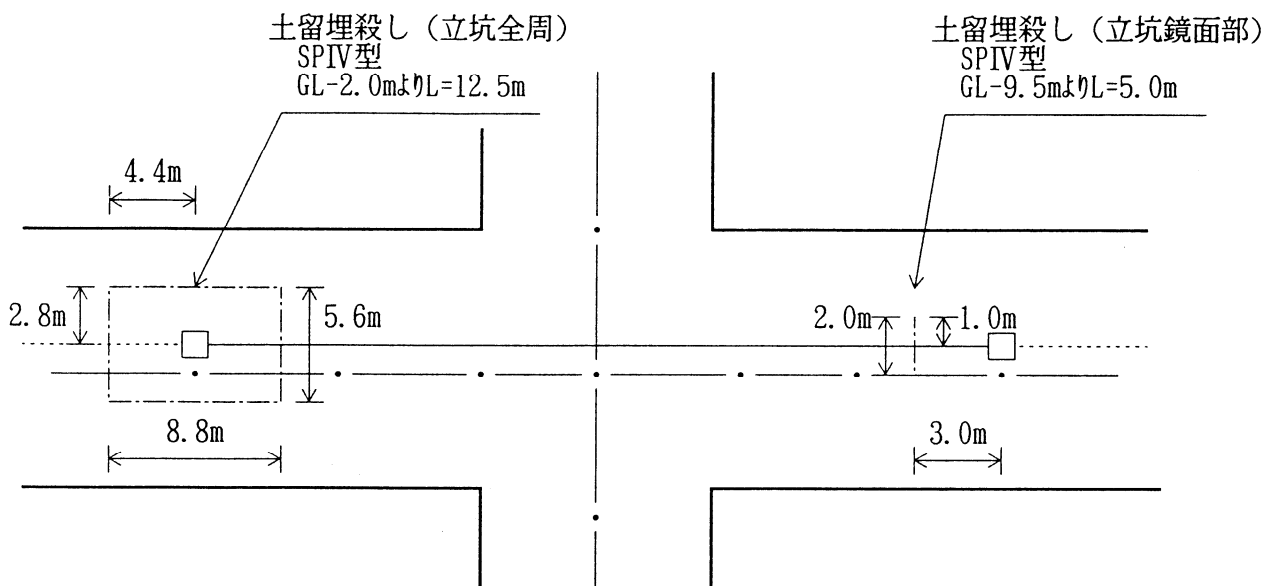 土留埋殺し（立坑全周）
SPⅣ型
GL-2.0mよりL=12.5m
土留埋殺し（立坑鏡面部）
SPⅣ型
GL-9.5mよりL=5.0m
4.4m
2.8m
5.6m
2.0m
1.0m
8.8m
3.0m